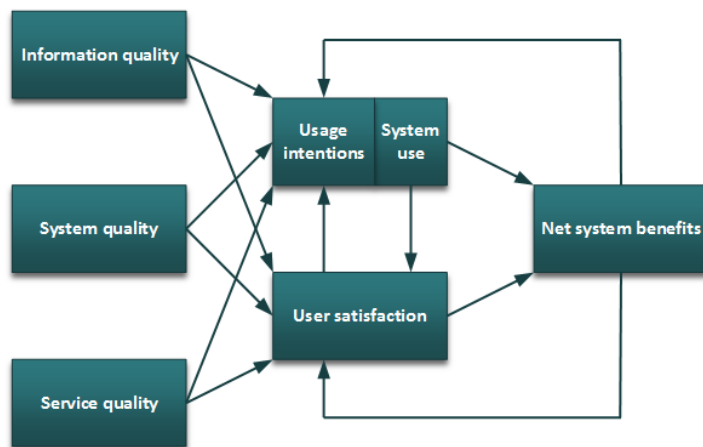 Information quality
Usage
intentions
System
use
System quality
Net system benefits
User satisfaction
Service quality